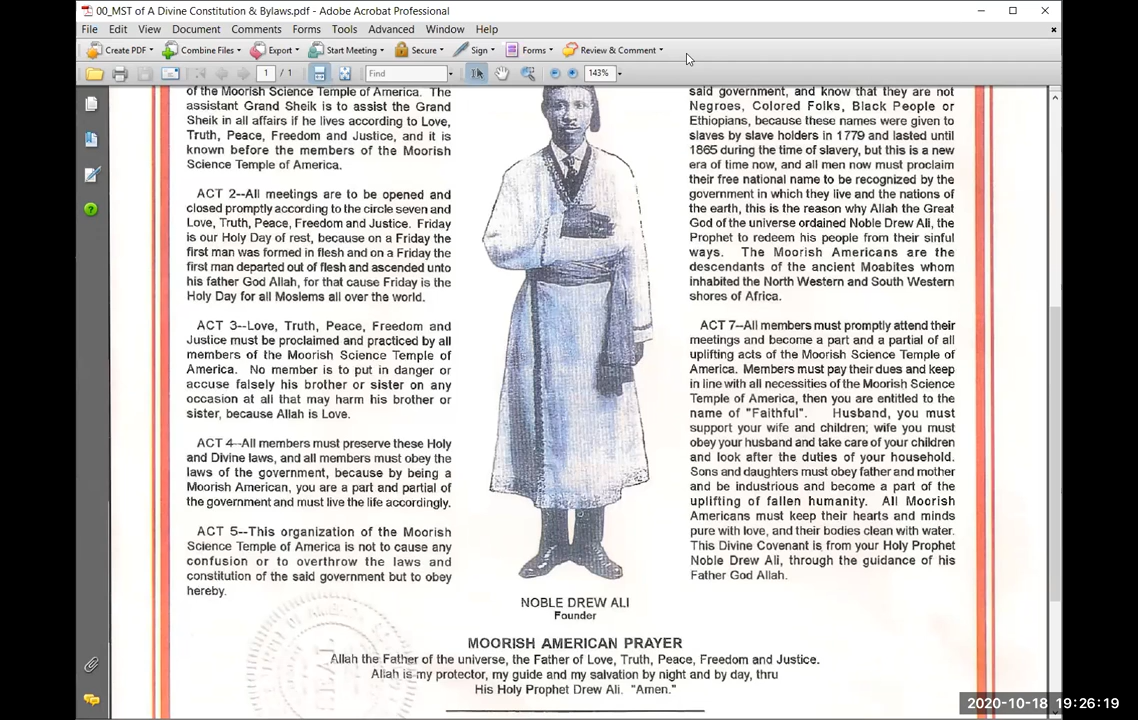 00_MST of A Divine Constitution & Bylaws.pdf - Adobe Acrobat Professional
File Edit View Document Comments Forms Tools Advanced Window Help
Create PDF Combine Files Export Start Meeting Secure Sign Forms Review & Comment
1 / 1 Find 143%
of the Moorish Science Temple of America. The
assistant Grand Sheik is to assist the Grand
Sheik in all affairs if he lives according to Love,
Truth, Peace, Freedom and Justice, and it is
known before the members of the Moorish
Science Temple of America.
ACT 2--All meetings are to be opened and
closed promptly according to the circle seven and
Love, Truth, Peace, Freedom and Justice. Friday
is our Holy Day of rest, because on a Friday the
first man was formed in flesh and on a Friday the
first man departed out of flesh and ascended unto
his father God Allah, for that cause Friday is the
Holy Day for all Moslems all over the world.
ACT 3--Love, Truth, Peace, Freedom and
Justice must be proclaimed and practiced by all
members of the Moorish Science Temple of
America. No member is to put in danger or
accuse falsely his brother or sister on any
occasion at all that may harm his brother or
sister, because Allah is Love.
ACT 4--All members must preserve these Holy
and Divine laws, and all members must obey the
laws of the government, because by being a
Moorish American, you are a part and partial of
the government and must live the life accordingly.
ACT 5--This organization of the Moorish
Science Temple of America is not to cause any
confusion or to overthrow the laws and
constitution of the said government but to obey
hereby.
said government, and know that they are not
Negroes, Colored Folks, Black People or
Ethiopians, because these names were given to
slaves by slave holders in 1779 and lasted until
1865 during the time of slavery, but this is a new
era of time now, and all men now must proclaim
their free national name to be recognized by the
government in which they live and the nations of
the earth, this is the reason why Allah the Great
God of the universe ordained Noble Drew Ali, the
Prophet to redeem his people from their sinful
ways. The Moorish Americans are the
descendants of the ancient Moabites whom
inhabited the North Western and South Western
shores of Africa.
ACT 7--All members must promptly attend their
meetings and become a part and a partial of all
uplifting acts of the Moorish Science Temple of
America. Members must pay their dues and keep
in line with all necessities of the Moorish Science
Temple of America, then you are entitled to the
name of "Faithful". Husband, you must
support your wife and children; wife you must
obey your husband and take care of your children
and look after the duties of your household.
Sons and daughters must obey father and mother
and be industrious and become a part of the
uplifting of fallen humanity. All Moorish
Americans must keep their hearts and minds
pure with love, and their bodies clean with water.
This Divine Covenant is from your Holy Prophet
Noble Drew Ali, through the guidance of his
Father God Allah.
NOBLE DREW ALI
Founder
MOORISH AMERICAN PRAYER
Allah the Father of the universe, the Father of Love, Truth, Peace, Freedom and Justice.
Allah is my protector, my guide and my salvation by night and by day, thru
His Holy Prophet Drew Ali. "Amen."
2020-10-18 19:26:19